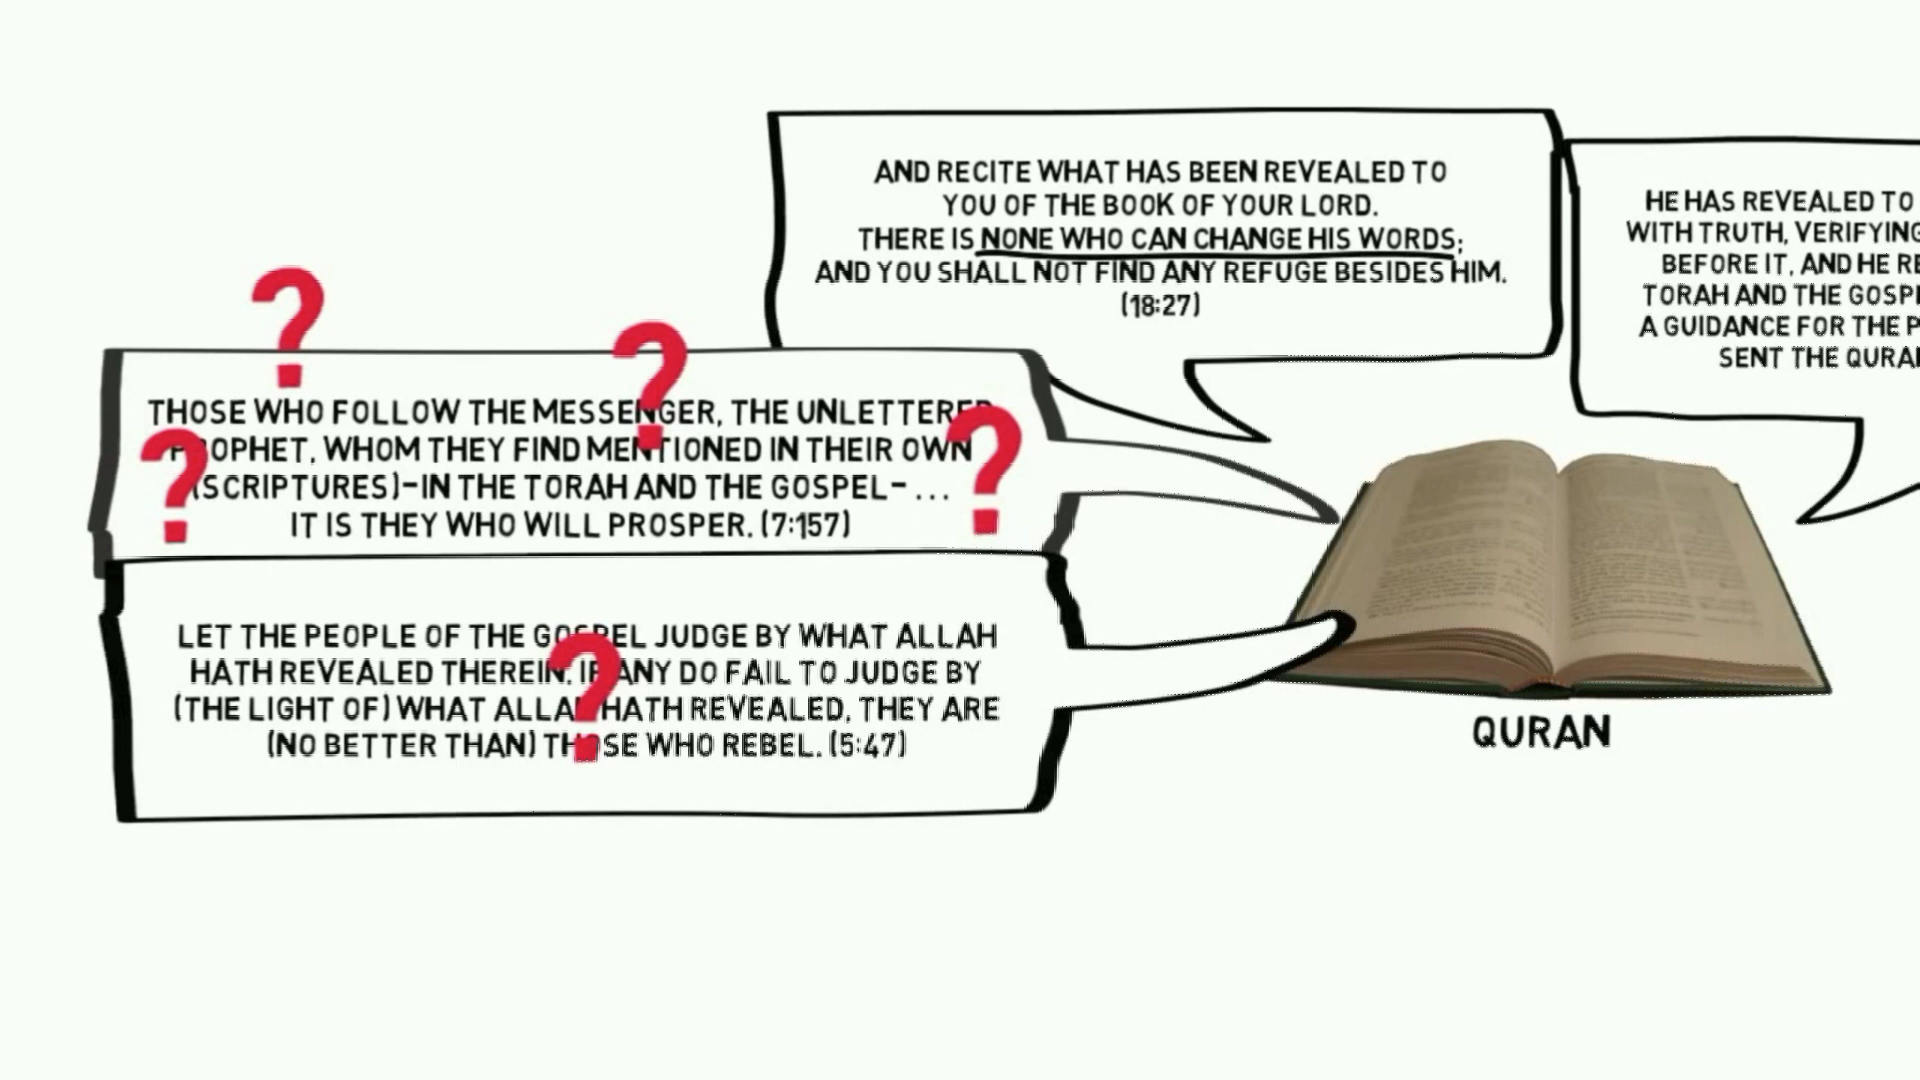 AND RECITE WHAT HAS BEEN REVEALED TO
YOU OF THE BOOK OF YOUR LORD.
THERE IS NONE WHO CAN CHANGE HIS WORDS;
AND YOU SHALL NOT FIND ANY REFUGE BESIDES HIM.
(18:27)
HE HAS REVEALED TO
WITH TRUTH, VERIFYING
BEFORE IT, AND HE
TORAH AND THE
A GUIDANCE FOR THE
SENT THE
THOSE WHO FOLLOW THE MESSENGER, THE UNLETTERED
PROPHET, WHOM THEY FIND MENTIONED IN THEIR OWN
(SCRIPTURES)-IN THE TORAH AND THE GOSPEL- ...
IT IS THEY WHO WILL PROSPER. (7:157)
LET THE PEOPLE OF THE GOSPEL JUDGE BY WHAT ALLAH
HATH REVEALED THEREIN. IF ANY DO FAIL TO JUDGE BY
(THE LIGHT OF) WHAT ALLAH HATH REVEALED, THEY ARE
(NO BETTER THAN) THOSE WHO REBEL. (5:47)
QURAN
? ? ? ? ?